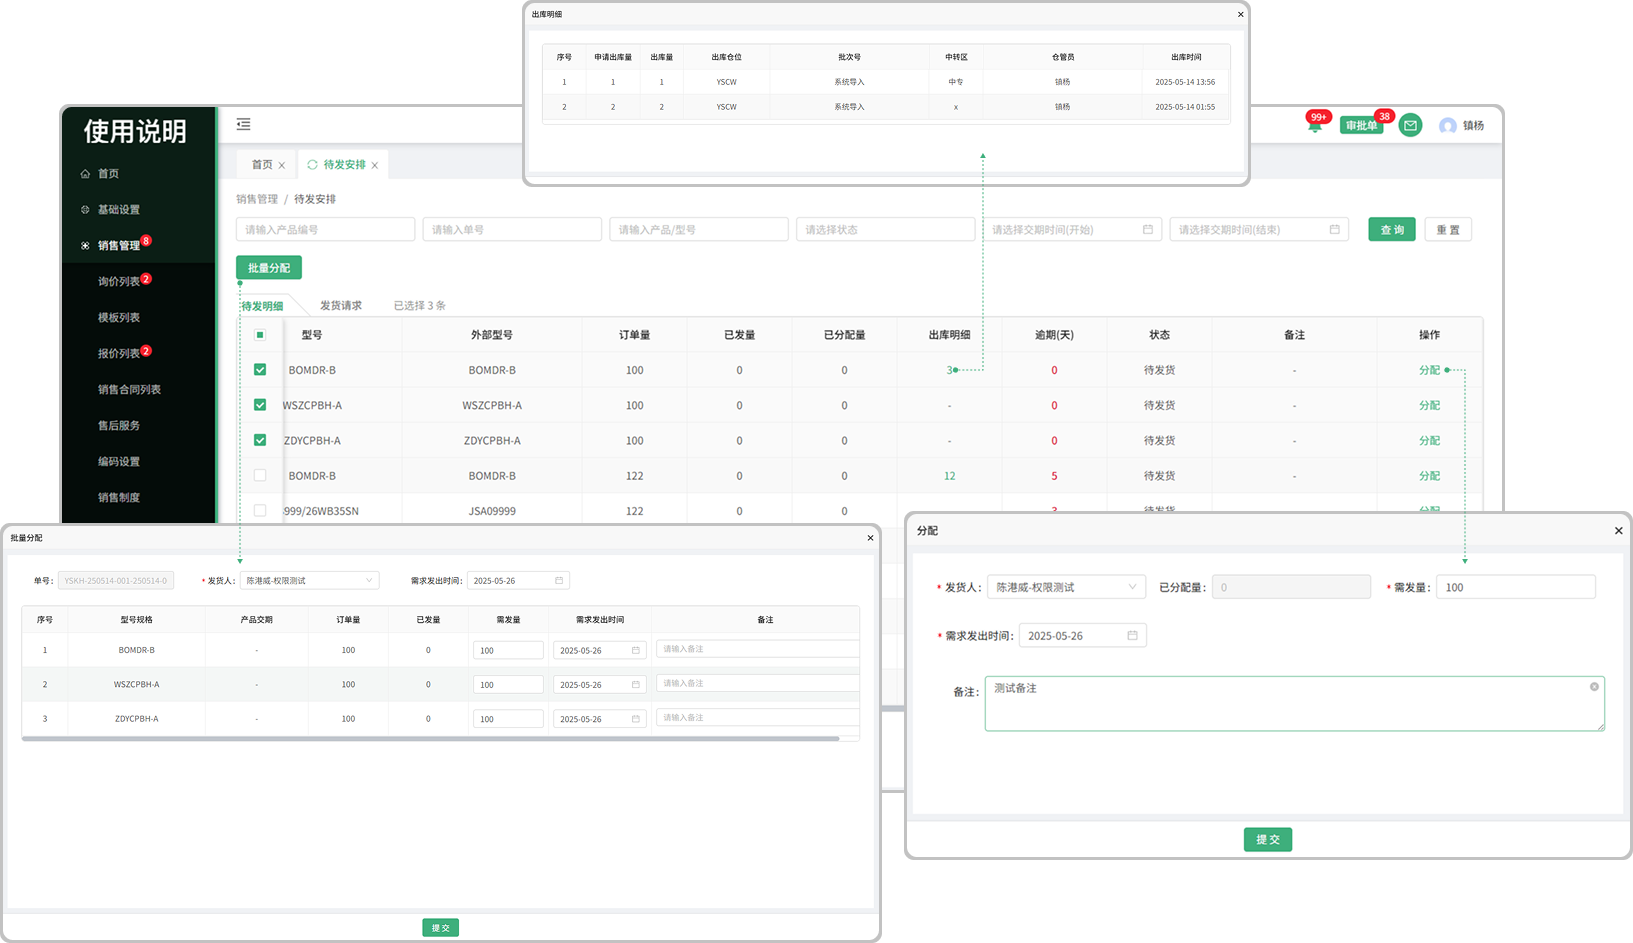 出库明细
序号 申请出库量 出库量 出库仓位 批次号 中转区 仓管员 出库时间
1 1 1 YSCW 系统导入 中专 镇杨 2025-05-14 13:56
2 2 2 YSCW 系统导入 x 镇杨 2025-05-14 01:55
使用说明
首页
基础设置
销售管理 8
询价列表 2
模板列表
报价列表 2
销售合同列表
售后服务
编码设置
销售制度
99+ 审批单 38 镇杨
首页 待发安排
销售管理 / 待发安排
请输入产品编号 请输入单号 请输入产品/型号 请选择状态 请选择交期时间(开始) 请选择交期时间(结束) 查 询 重 置
批量分配
待发明细 发货请求 已选择 3 条
型号 外部型号 订单量 已发量 已分配量 出库明细 逾期(天) 状态 备注 操作
BOMDR-B BOMDR-B 100 0 0 3 0 待发货 - 分配
WSZCPBH-A WSZCPBH-A 100 0 0 - 0 待发货 - 分配
ZDYCPBH-A ZDYCPBH-A 100 0 0 - 0 待发货 - 分配
BOMDR-B BOMDR-B 122 0 0 12 5 待发货 - 分配
999/26WB35SN JSA09999 122 0 0
批量分配
单号: YSKH-250514-001-250514-0 * 发货人: 陈港威-权限测试 需求发出时间: 2025-05-26
序号 型号规格 产品交期 订单量 已发量 需发量 需求发出时间 备注
1 BOMDR-B - 100 0 100 2025-05-26 请输入备注
2 WSZCPBH-A - 100 0 100 2025-05-26 请输入备注
3 ZDYCPBH-A - 100 0 100 2025-05-26 请输入备注
提 交
分配
* 发货人: 陈港威-权限测试 已分配量: 0 * 需发量: 100
* 需求发出时间: 2025-05-26
备注: 测试备注
提 交